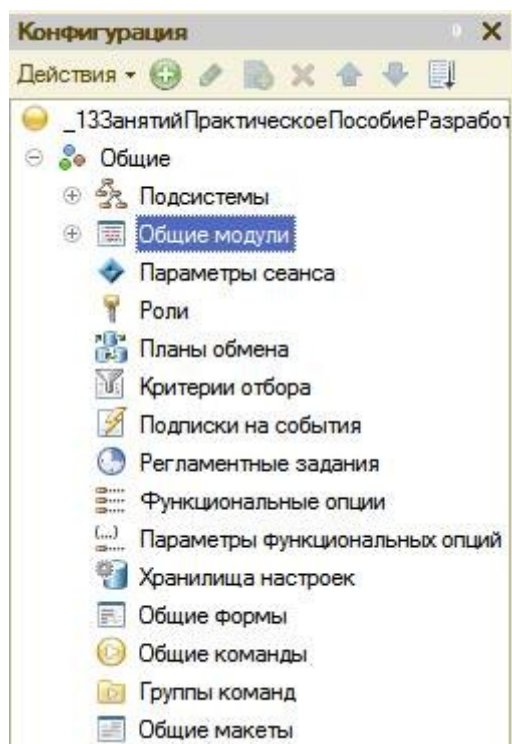 Конфигурация
Действия
_13ЗанятийПрактическоеПособиеРазработ
Общие
Подсистемы
Общие модули
Параметры сеанса
Роли
Планы обмена
Критерии отбора
Подписки на события
Регламентные задания
Функциональные опции
Параметры функциональных опций
Хранилища настроек
Общие формы
Общие команды
Группы команд
Общие макеты